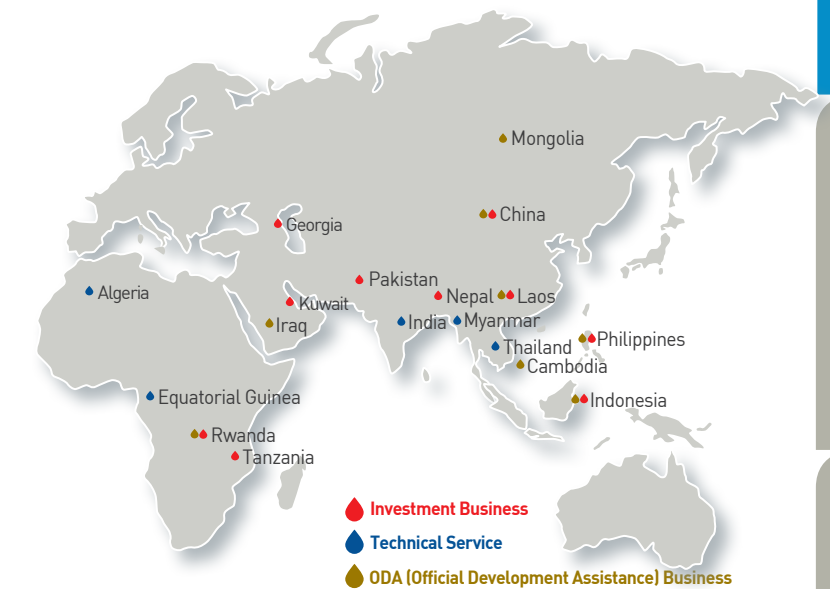 Mongolia
China
Georgia
Pakistan
Algeria
Kuwait
Nepal
Laos
Iraq
India
Myanmar
Philippines
Thailand
Cambodia
Equatorial Guinea
Indonesia
Rwanda
Tanzania
Investment Business
Technical Service
ODA (Official Development Assistance) Business